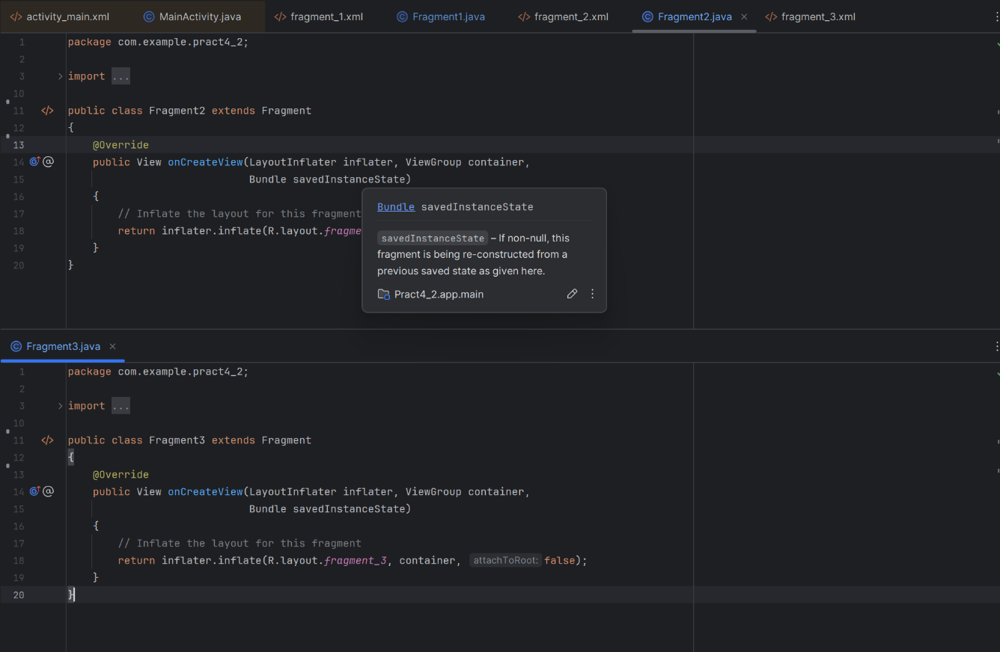 activity_main.xml MainActivity.java fragment_1.xml Fragment1.java fragment_2.xml Fragment2.java fragment_3.xml
1 package com.example.pract4_2;
2
3 import ...
10
11 public class Fragment2 extends Fragment
12 {
13 @Override
14 public View onCreateView(LayoutInflater inflater, ViewGroup container,
15 Bundle savedInstanceState)
16 {
17 // Inflate the layout for this fragment
18 return inflater.inflate(R.layout.fragme
19 }
20 }
Bundle savedInstanceState
savedInstanceState – If non-null, this
fragment is being re-constructed from a
previous saved state as given here.
Pract4_2.app.main
Fragment3.java
1 package com.example.pract4_2;
2
3 import ...
10
11 public class Fragment3 extends Fragment
12 {
13 @Override
14 public View onCreateView(LayoutInflater inflater, ViewGroup container,
15 Bundle savedInstanceState)
16 {
17 // Inflate the layout for this fragment
18 return inflater.inflate(R.layout.fragment_3, container, attachToRoot: false);
19 }
20 }